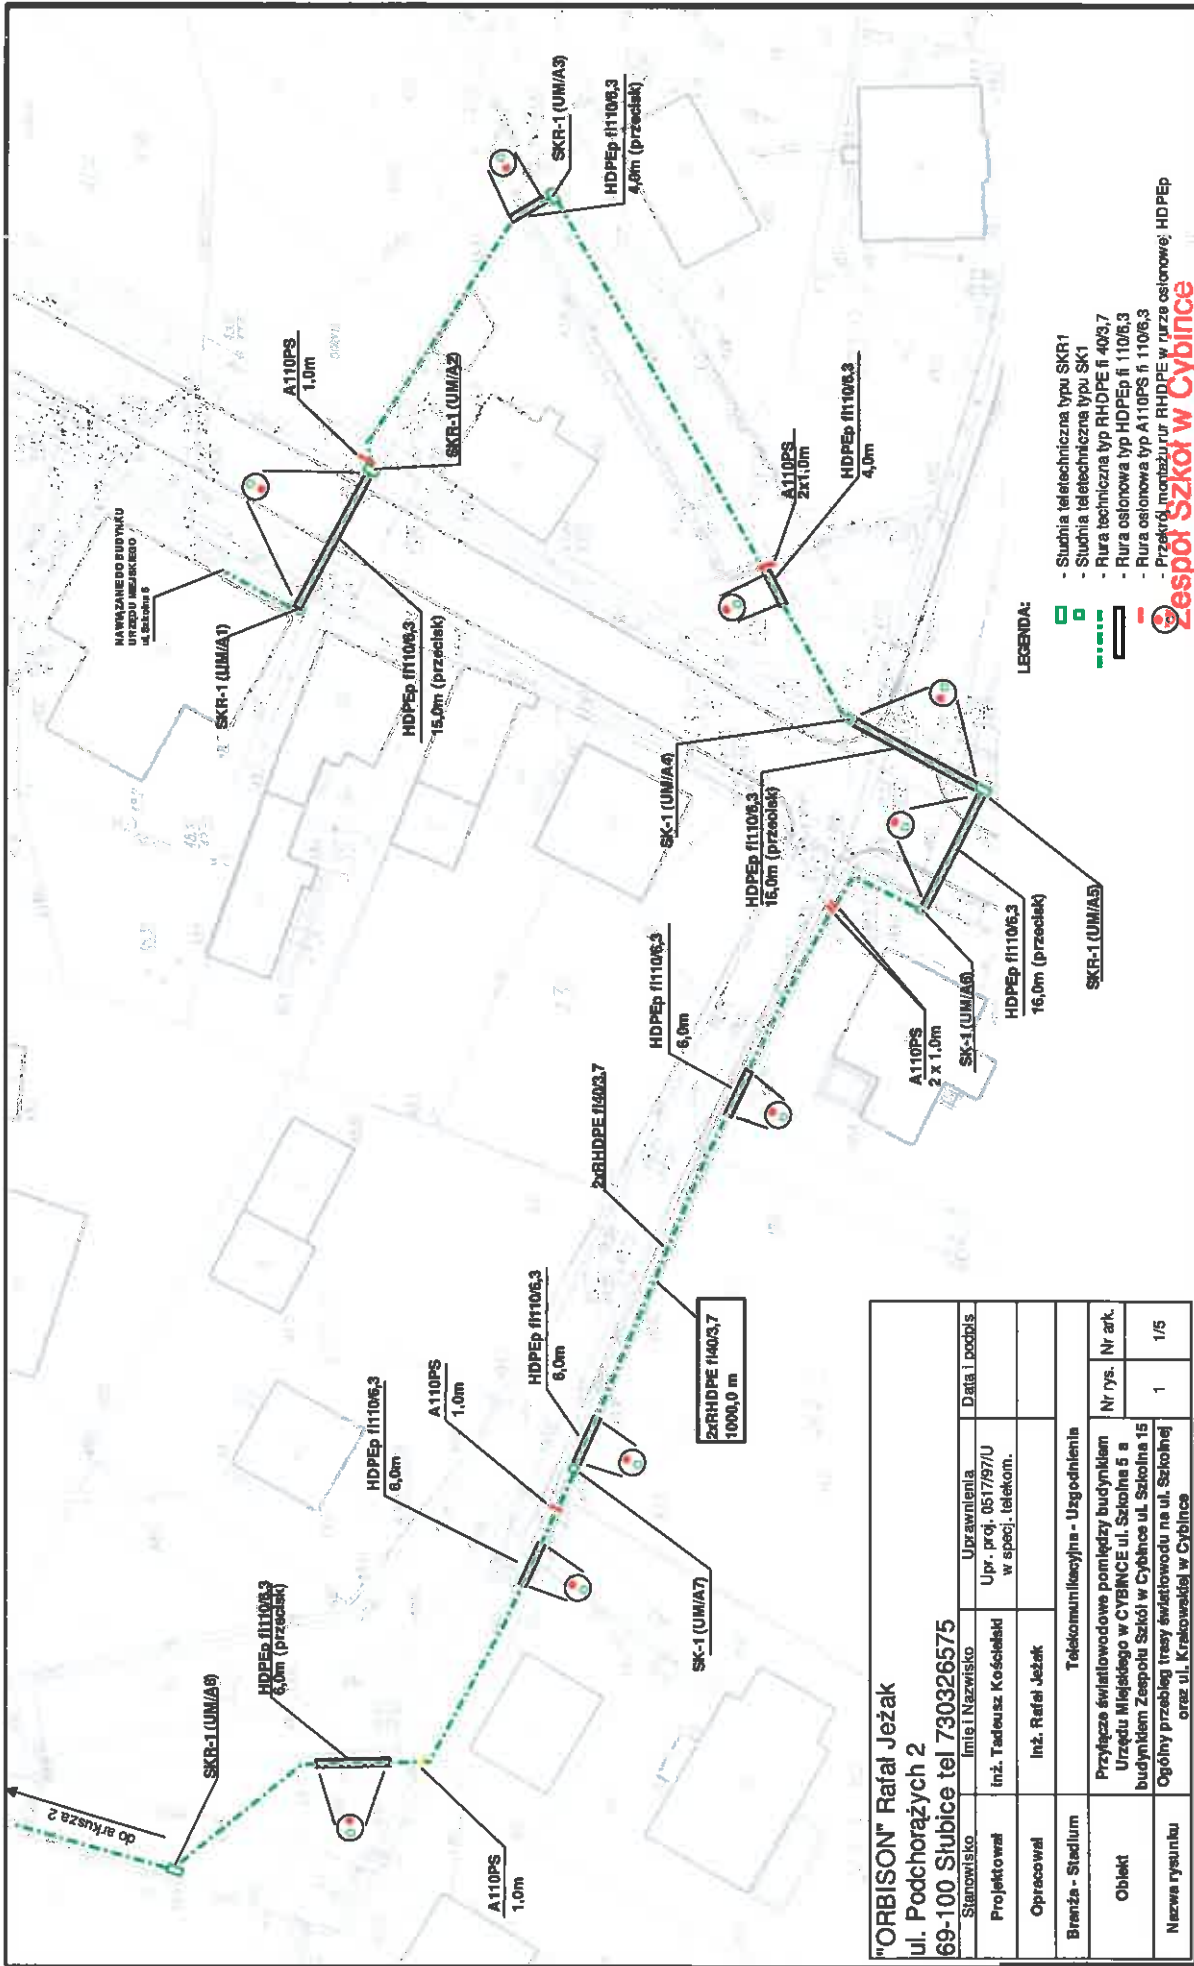 NAWIĄZANIE DO BUDYNKU
URZĘDU MIEJSKIEGO
ul. Szkolna 5
SKR-1 (UM/A1)
HDPEp fi110/6,3
15,0m (przecisk)
A110PS
1,0m
SKR-1 (UM/A2)
SKR-1 (UM/A3)
HDPEp fi110/6,3
4,0m (przecisk)
A110PS
2x1,0m
HDPEp fi110/6,3
4,0m
SK-1 (UM/A4)
HDPEp fi110/6,3
16,0m (przecisk)
SKR-1 (UM/A5)
HDPEp fi110/6,3
16,0m (przecisk)
SK-1 (UM/A6)
A110PS
2 x 1,0m
HDPEp fi110/6,3
6,0m
2xRHDPE fi40/3,7
2xRHDPE fi40/3,7
1000,0 m
HDPEp fi110/6,3
6,0m
A110PS
1,0m
SK-1 (UM/A7)
HDPEp fi110/6,3
6,0m
HDPEp fi110/6,3
6,0m (przecisk)
A110PS
1,0m
SKR-1 (UM/A8)
do arkusza 2
LEGENDA:
- Studnia teletechniczna typu SKR1
- Studnia teletechniczna typu SK1
- Rura techniczna typ RHDPE fi 40/3,7
- Rura osłonowa typ HDPEp fi 110/6,3
- Rura osłonowa typ A110PS fi 110/6,3
- Przekrój montażu rur RHDPE w rurze osłonowej HDPEp
Zespół Szkół w Cybince
"ORBISON" Rafał Jeżak
ul. Podchorążych 2
69-100 Słubice tel 730326575
Stanowisko Imię i Nazwisko Uprawnienia Data i podpis
Projektował inż. Tadeusz Kościelski Upr. proj. 0517/97/U
w specj. telekom.
Opracował inż. Rafał Jeżak
Branża - Stadium Telekomunikacyjna - Uzgodnienia
Obiekt Przyłącze światłowodowe pomiędzy budynkiem
Urzędu Miejskiego w CYBINCE ul. Szkolna 5 a
budynkiem Zespołu Szkół w Cybince ul. Szkolna 15
Nr rys. Nr ark.
1 1/5
Nazwa rysunku Ogólny przebieg trasy światłowodu na ul. Szkolnej
oraz ul. Krakowskiej w Cybince